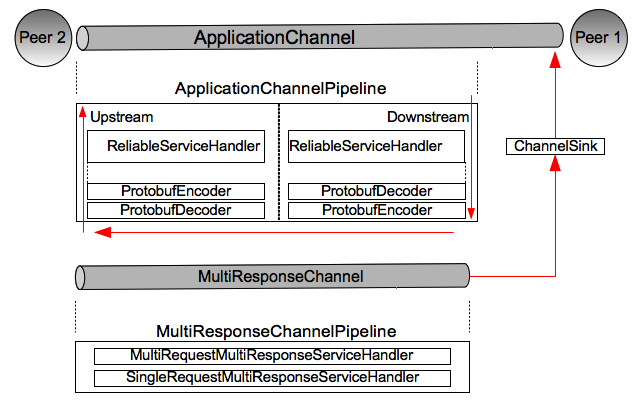 Peer 2
ApplicationChannel
Peer 1
ApplicationChannelPipeline
Upstream
Downstream
ReliableServiceHandler
ReliableServiceHandler
ChannelSink
ProtobufEncoder
ProtobufDecoder
ProtobufDecoder
ProtobufEncoder
MultiResponseChannel
MultiResponseChannelPipeline
MultiRequestMultiResponseServiceHandler
SingleRequestMultiResponseServiceHandler